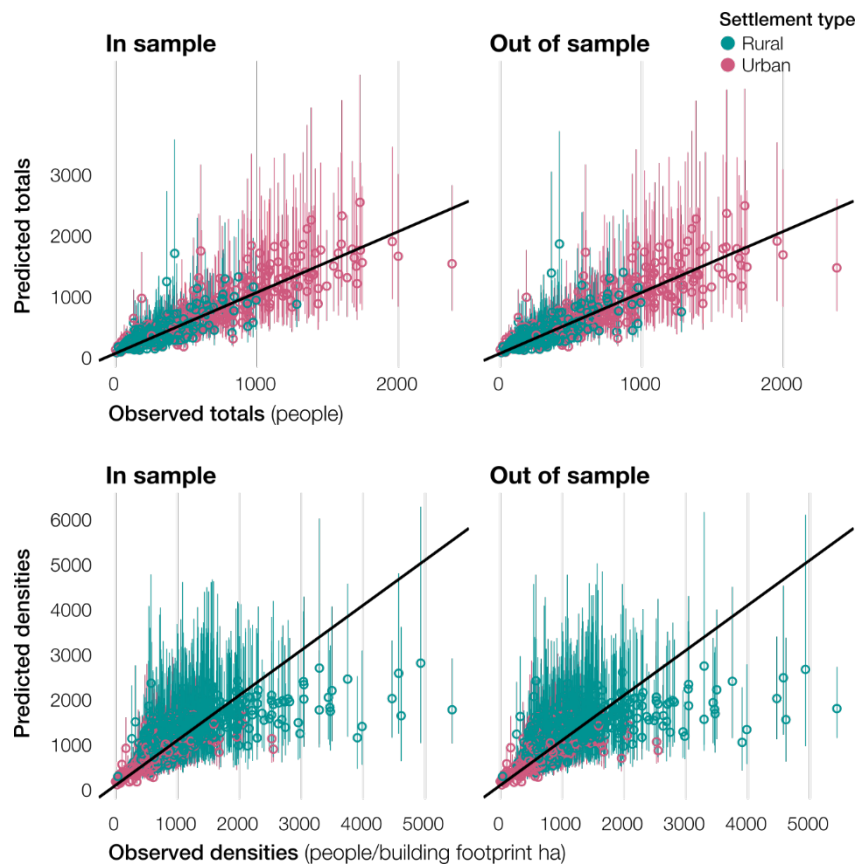 Settlement type
Rural
Urban
In sample
Out of sample
Predicted totals
3000
2000
1000
0
0 1000 2000
0 1000 2000
Observed totals (people)
In sample
Out of sample
Predicted densities
6000
5000
4000
3000
2000
1000
0
0 1000 2000 3000 4000 5000
0 1000 2000 3000 4000 5000
Observed densities (people/building footprint ha)